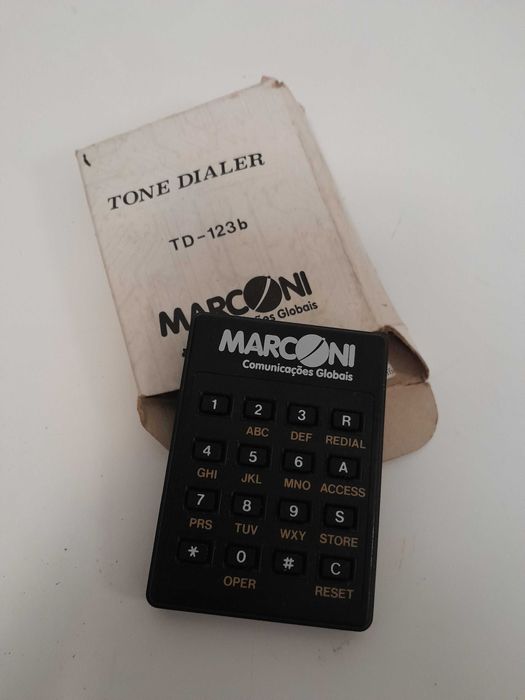 TONE DIALER
TD-123b
MARCONI
Globais
MARCONI
Comunicações Globais
1 2 3 R
ABC DEF REDIAL
4 5 6 A
GHI JKL MNO ACCESS
7 8 9 S
PRS TUV WXY STORE
* 0 # C
OPER RESET